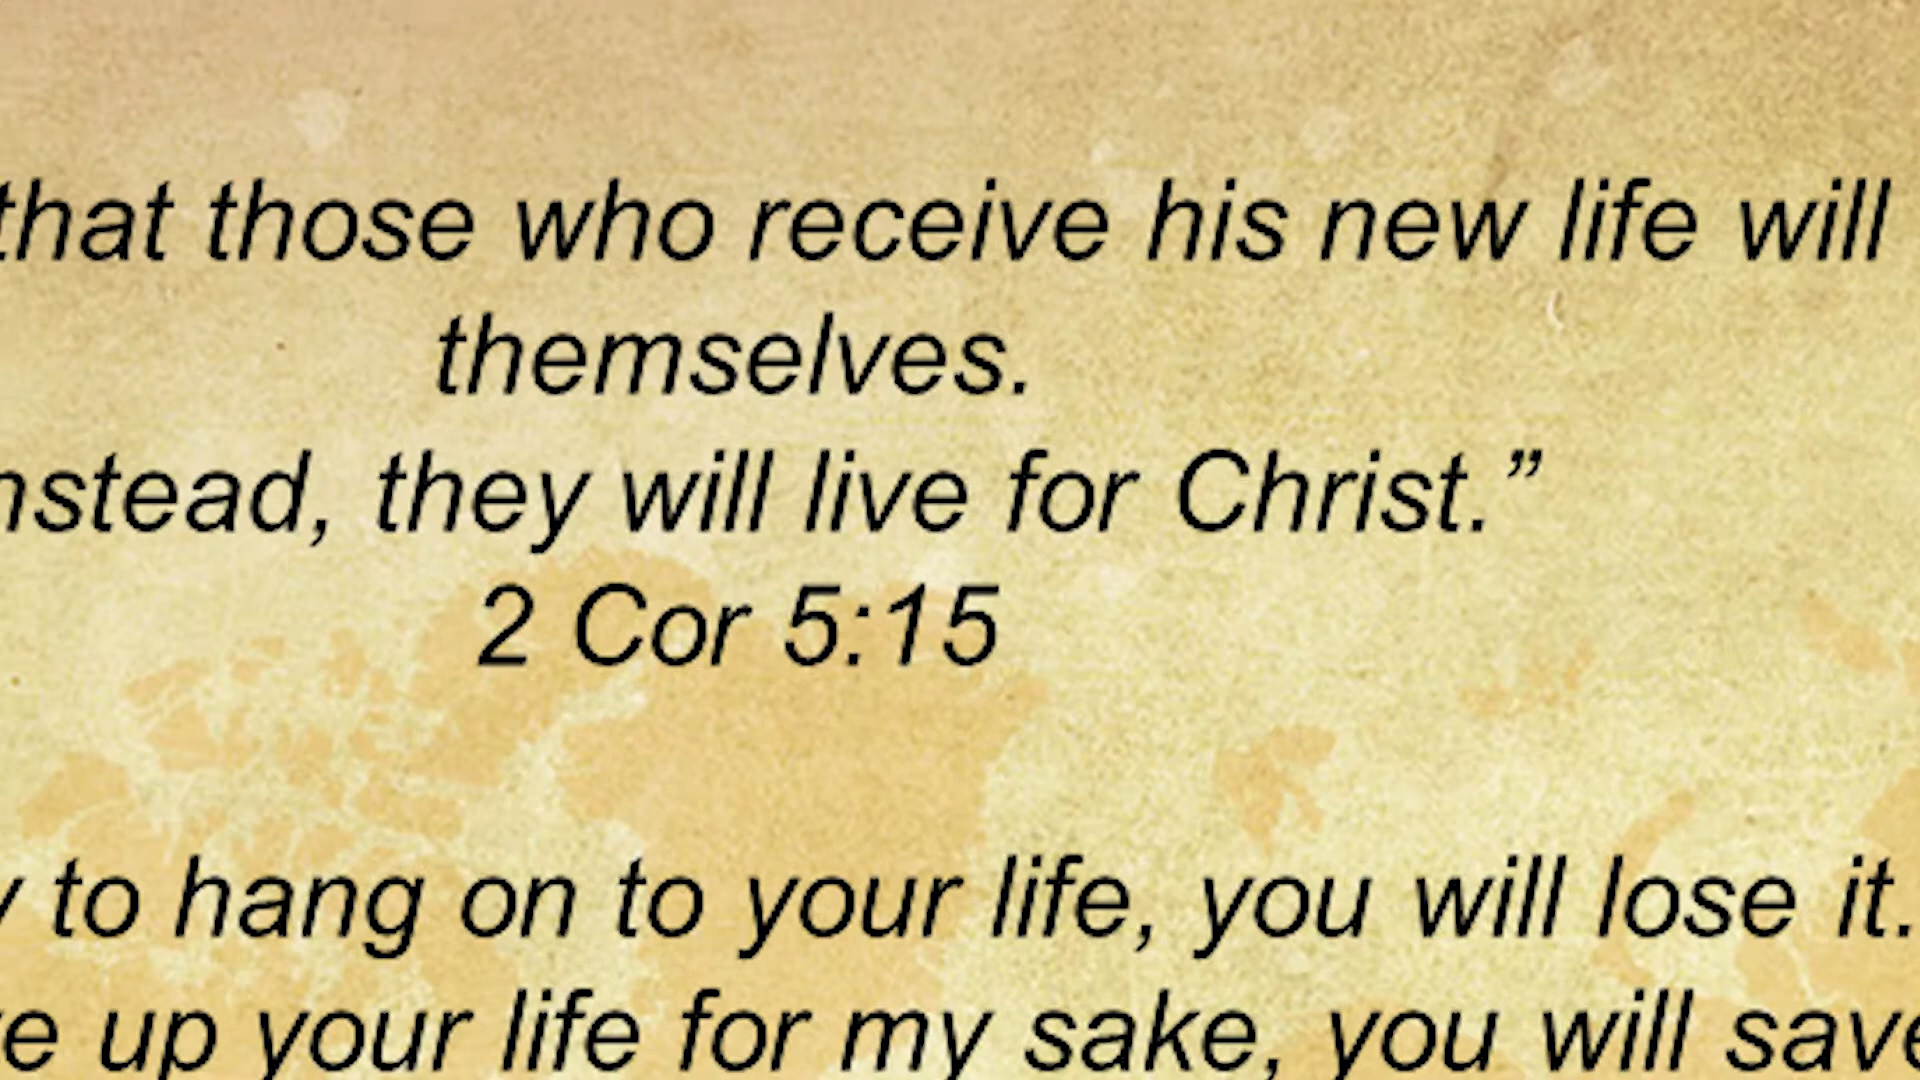 that those who receive his new life will
themselves.
nstead, they will live for Christ.”
2 Cor 5:15
y to hang on to your life, you will lose it.
e up your life for my sake, you will save